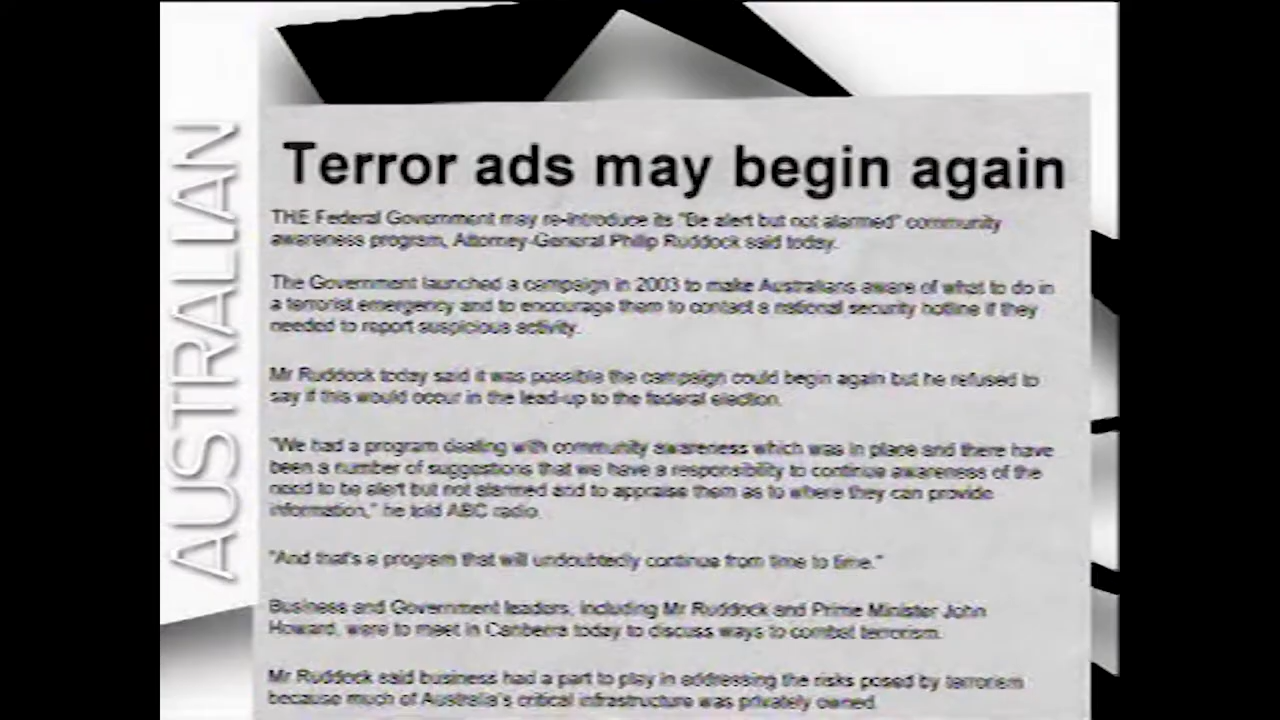 AUSTRALIAN
Terror ads may begin again
THE Federal Government may re-introduce its "Be alert but not alarmed" community
awareness program, Attorney-General Philip Ruddock said today.
The Government launched a campaign in 2003 to make Australians aware of what to do in
a terrorist emergency and to encourage them to contact a national security hotline if they
needed to report suspicious activity.
Mr Ruddock today said it was possible the campaign could begin again but he refused to
say if this would occur in the lead-up to the federal election.
"We had a program dealing with community awareness which was in place and there have
been a number of suggestions that we have a responsibility to continue awareness of the
need to be alert but not alarmed and to appraise them as to where they can provide
information," he told ABC radio.
"And that's a program that will undoubtedly continue from time to time."
Business and Government leaders, including Mr Ruddock and Prime Minister John
Howard, were to meet in Canberra today to discuss ways to combat terrorism.
Mr Ruddock said business had a part to play in addressing the risks posed by terrorism
because much of Australia's critical infrastructure was privately owned.